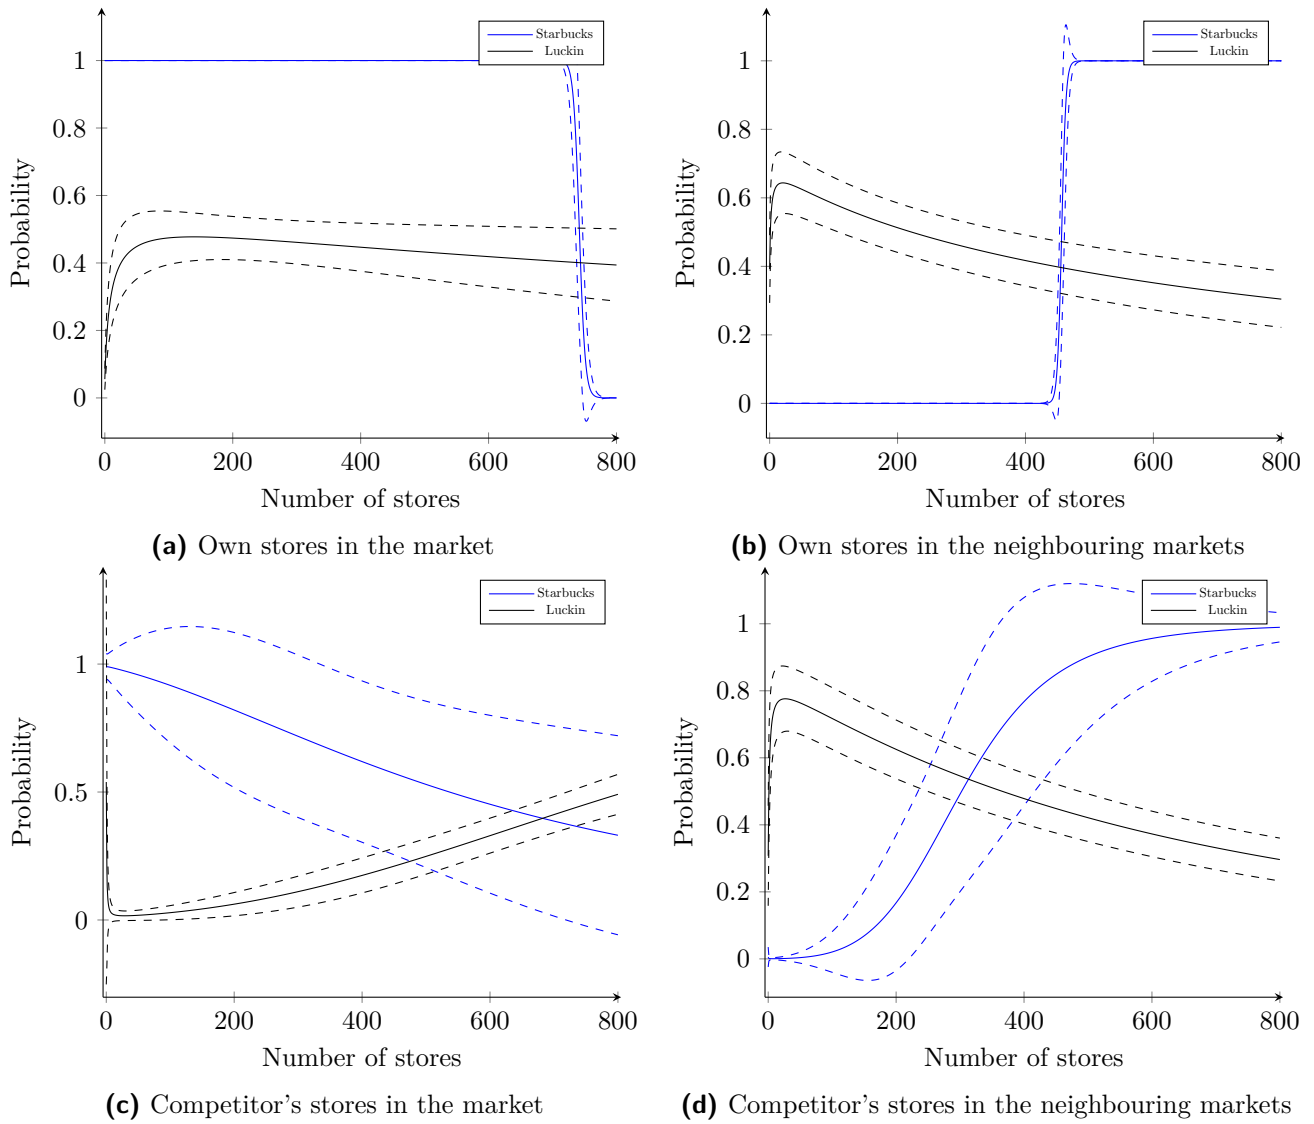 Starbucks
Luckin
Probability
1
0.8
0.6
0.4
0.2
0
0 200 400 600 800
Number of stores
(a) Own stores in the market
Starbucks
Luckin
Probability
1
0.8
0.6
0.4
0.2
0
0 200 400 600 800
Number of stores
(b) Own stores in the neighbouring markets
Starbucks
Luckin
Probability
1
0.5
0
0 200 400 600 800
Number of stores
(c) Competitor's stores in the market
Starbucks
Luckin
Probability
1
0.8
0.6
0.4
0.2
0
0 200 400 600 800
Number of stores
(d) Competitor's stores in the neighbouring markets